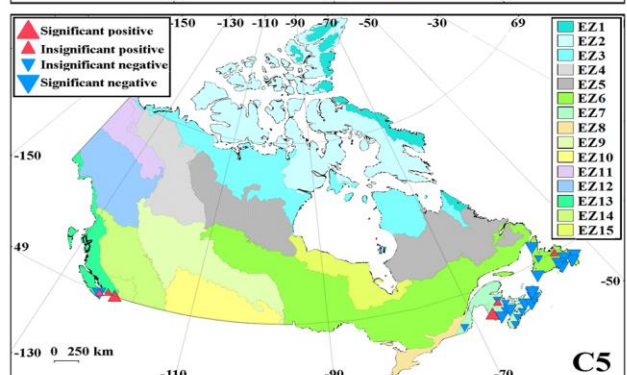 -150 -130 -110 -90 -70 -50 69
Significant positive
Insignificant positive
Insignificant negative
Significant negative
EZ1
EZ2
EZ3
EZ4
EZ5
EZ6
EZ7
EZ8
EZ9
EZ10
EZ11
EZ12
EZ13
EZ14
EZ15
-150
-30
49
-50
-130
0 250 km
-110 -90 -70
C5